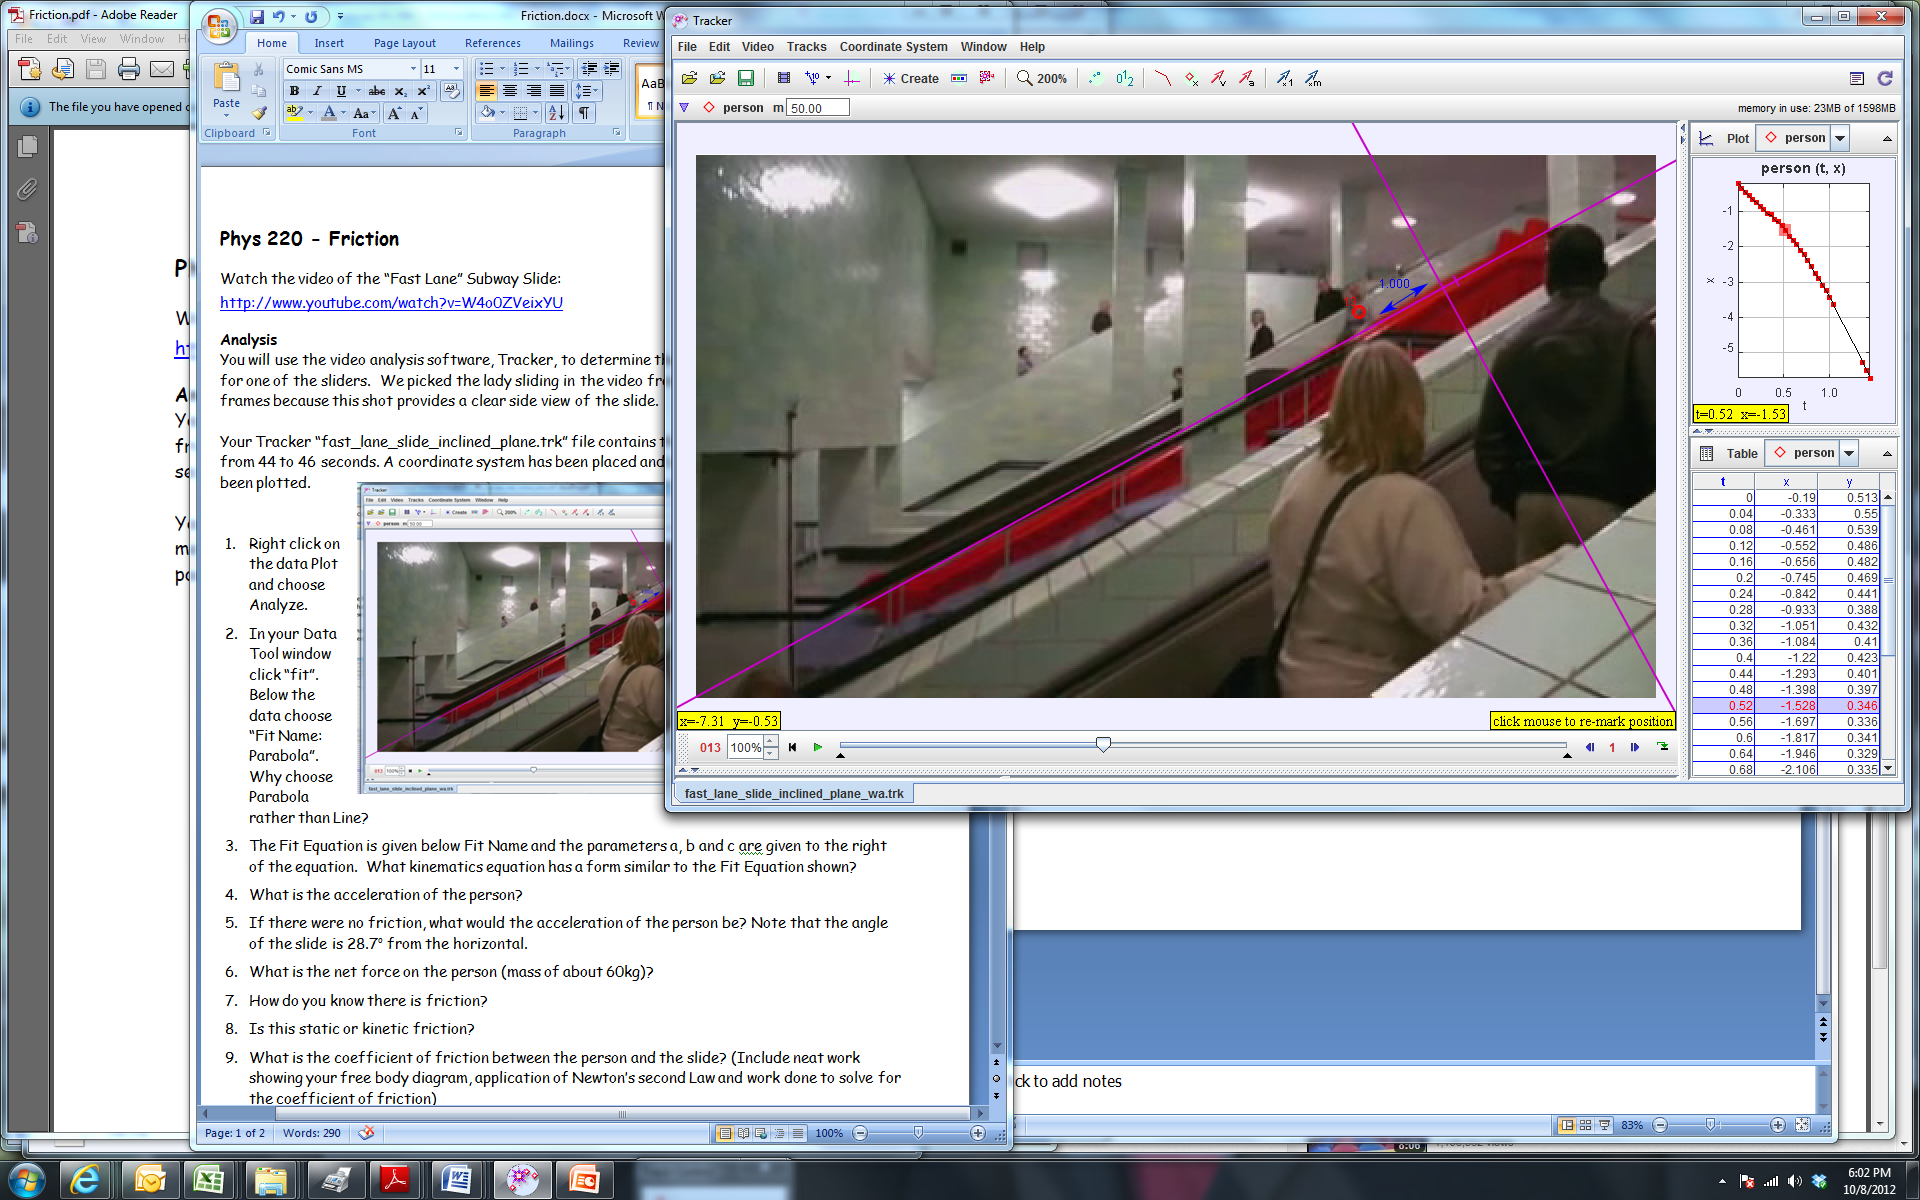 Friction.pdf - Adobe Reader
File Edit View Window
The file you have opened
Friction.docx - Microsoft W
Home Insert Page Layout References Mailings Review
Comic Sans MS 11
Paste
Clipboard Font Paragraph
Phys 220 - Friction
Watch the video of the “Fast Lane” Subway Slide:
http://www.youtube.com/watch?v=W4o0ZVeixYU
Analysis
You will use the video analysis software, Tracker, to determine th
for one of the sliders. We picked the lady sliding in the video fr
frames because this shot provides a clear side view of the slide.
Your Tracker “fast_lane_slide_inclined_plane.trk” file contains t
from 44 to 46 seconds. A coordinate system has been placed and
been plotted.
1. Right click on
the data Plot
and choose
Analyze.
2. In your Data
Tool window
click “fit”.
Below the
data choose
“Fit Name:
Parabola”.
Why choose
Parabola
rather than Line?
3. The Fit Equation is given below Fit Name and the parameters a, b and c are given to the right
of the equation. What kinematics equation has a form similar to the Fit Equation shown?
4. What is the acceleration of the person?
5. If there were no friction, what would the acceleration of the person be? Note that the angle
of the slide is 28.7° from the horizontal.
6. What is the net force on the person (mass of about 60kg)?
7. How do you know there is friction?
8. Is this static or kinetic friction?
9. What is the coefficient of friction between the person and the slide? (Include neat work
showing your free body diagram, application of Newton’s second Law and work done to solve for
the coefficient of friction)
Page: 1 of 2 Words: 290 100%
Tracker
File Edit Video Tracks Coordinate System Window Help
Create 200%
person m 50.00
memory in use: 23MB of 1598MB
1.000
x=-7.31 y=-0.53
click mouse to re-mark position
013 100% 1
fast_lane_slide_inclined_plane_wa.trk
Plot person
person (t, x)
-1
-2
x -3
-4
-5
0 0.5 1.0
t
t=0.52 x=-1.53
Table person
t x y
0 -0.19 0.513
0.04 -0.333 0.55
0.08 -0.461 0.539
0.12 -0.552 0.486
0.16 -0.656 0.482
0.2 -0.745 0.469
0.24 -0.842 0.441
0.28 -0.933 0.388
0.32 -1.051 0.432
0.36 -1.084 0.41
0.4 -1.22 0.423
0.44 -1.293 0.401
0.48 -1.398 0.397
0.52 -1.528 0.346
0.56 -1.697 0.336
0.6 -1.817 0.341
0.64 -1.946 0.329
0.68 -2.106 0.335
ck to add notes
83%
6:02 PM
10/8/2012